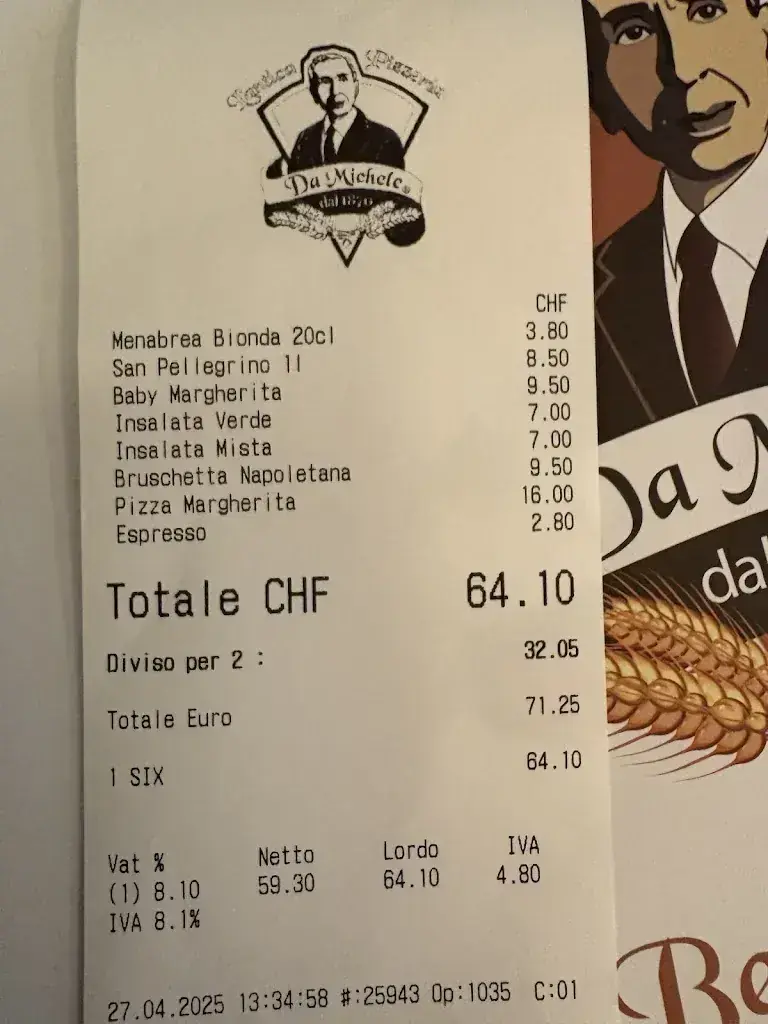 Antica Pizzeria
Da Michele®
dal 1870
CHF
Menabrea Bionda 20cl 3.80
San Pellegrino 1l 8.50
Baby Margherita 9.50
Insalata Verde 7.00
Insalata Mista 7.00
Bruschetta Napoletana 9.50
Pizza Margherita 16.00
Espresso 2.80
Totale CHF 64.10
Diviso per 2 : 32.05
Totale Euro 71.25
1 SIX 64.10
Vat % Netto Lordo IVA
(1) 8.10 59.30 64.10 4.80
IVA 8.1%
27.04.2025 13:34:58 #:25943 Op:1035 C:01
Da M
dal
Be